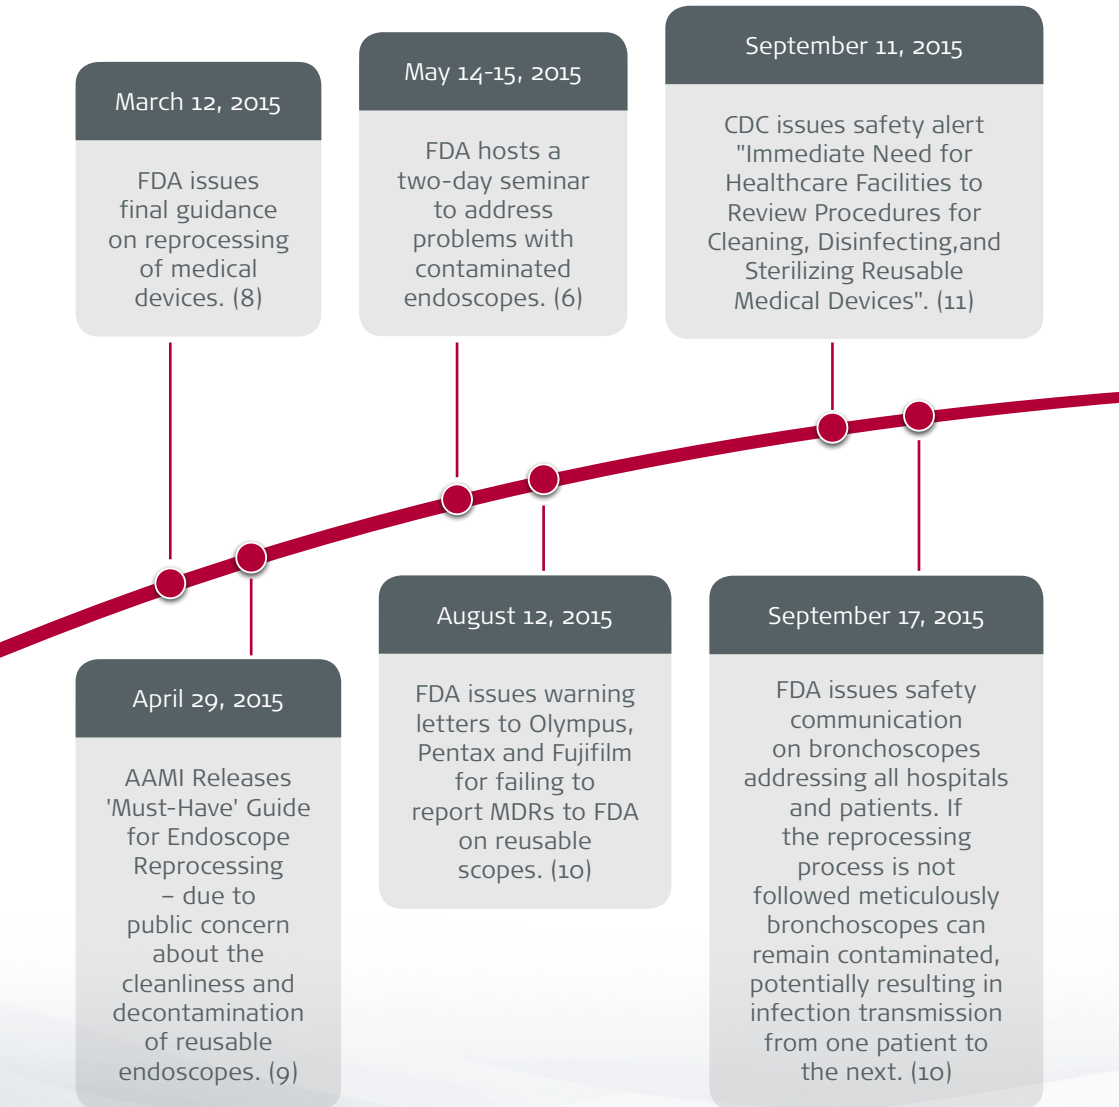 March 12, 2015
FDA issues
final guidance
on reprocessing
of medical
devices. (8)
May 14-15, 2015
FDA hosts a
two-day seminar
to address
problems with
contaminated
endoscopes. (6)
September 11, 2015
CDC issues safety alert
"Immediate Need for
Healthcare Facilities to
Review Procedures for
Cleaning, Disinfecting,and
Sterilizing Reusable
Medical Devices". (11)
April 29, 2015
AAMI Releases
'Must-Have' Guide
for Endoscope
Reprocessing
– due to
public concern
about the
cleanliness and
decontamination
of reusable
endoscopes. (9)
August 12, 2015
FDA issues warning
letters to Olympus,
Pentax and Fujifilm
for failing to
report MDRs to FDA
on reusable
scopes. (10)
September 17, 2015
FDA issues safety
communication
on bronchoscopes
addressing all hospitals
and patients. If
the reprocessing
process is not
followed meticulously
bronchoscopes can
remain contaminated,
potentially resulting in
infection transmission
from one patient to
the next. (10)